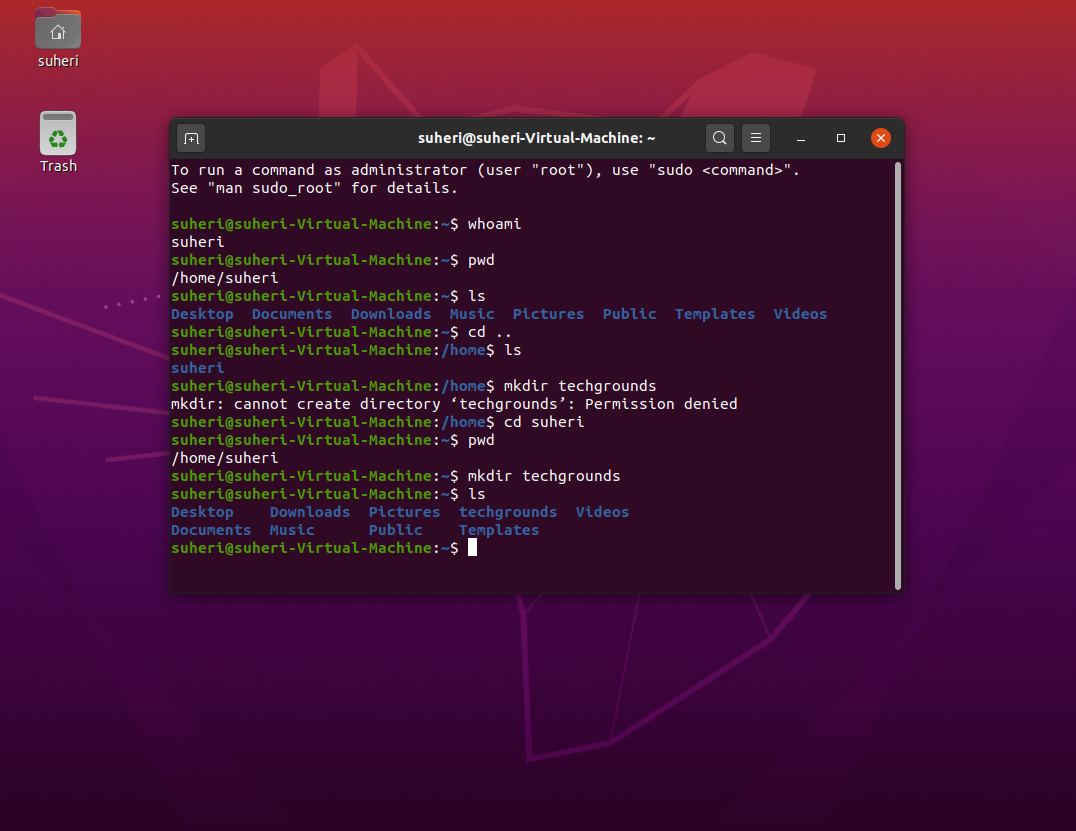 suheri
Trash
suheri@suheri-Virtual-Machine: ~
To run a command as administrator (user "root"), use "sudo <command>".
See "man sudo_root" for details.
suheri@suheri-Virtual-Machine:~$ whoami
suheri
suheri@suheri-Virtual-Machine:~$ pwd
/home/suheri
suheri@suheri-Virtual-Machine:~$ ls
Desktop  Documents  Downloads  Music  Pictures  Public  Templates  Videos
suheri@suheri-Virtual-Machine:~$ cd ..
suheri@suheri-Virtual-Machine:/home$ ls
suheri
suheri@suheri-Virtual-Machine:/home$ mkdir techgrounds
mkdir: cannot create directory ‘techgrounds’: Permission denied
suheri@suheri-Virtual-Machine:/home$ cd suheri
suheri@suheri-Virtual-Machine:~$ pwd
/home/suheri
suheri@suheri-Virtual-Machine:~$ mkdir techgrounds
suheri@suheri-Virtual-Machine:~$ ls
Desktop    Downloads  Pictures  techgrounds  Videos
Documents  Music      Public    Templates
suheri@suheri-Virtual-Machine:~$